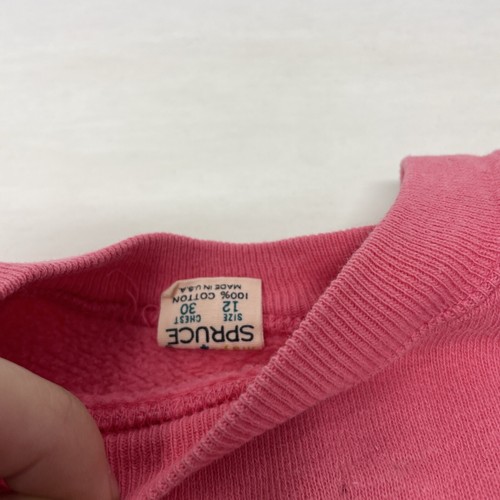 SPRUCE
SIZE CHEST
12 30
100% COTTON
MADE IN U.S.A